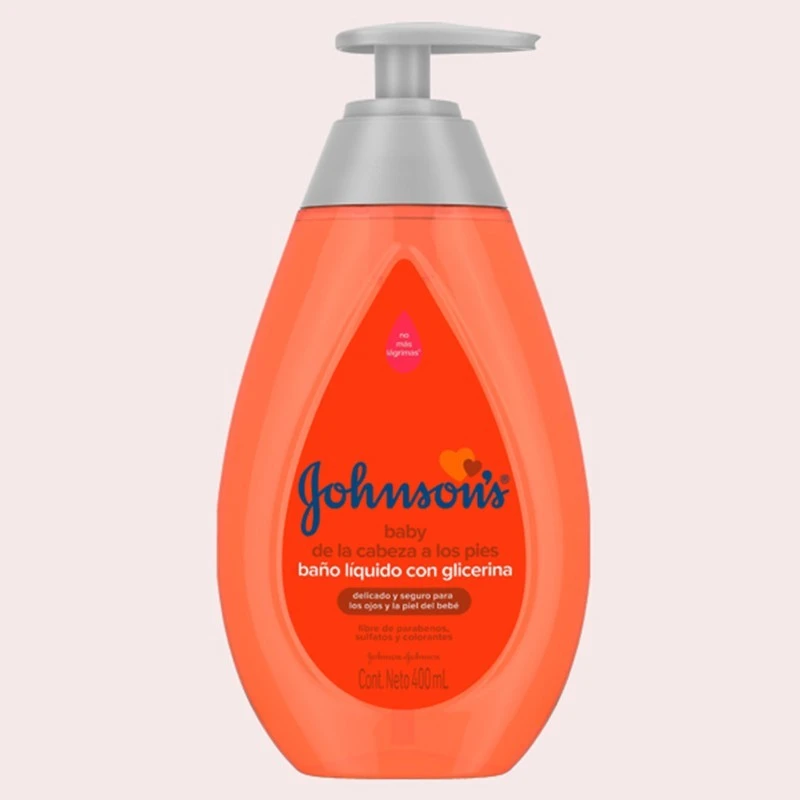 no
más
lágrimas'
Johnson's®
baby
de la cabeza a los pies
baño líquido con glicerina
delicado y seguro para
los ojos y la piel del bebé
libre de parabenos,
sulfatos y colorantes
Johnson & Johnson
Cont. Neto 400 mL